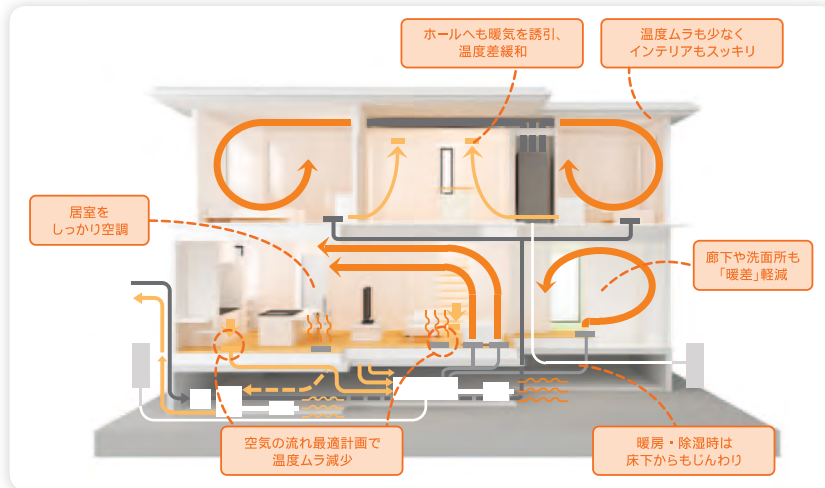 ホールへも暖気を誘引、
温度差緩和
温度ムラも少なく
インテリアもスッキリ
居室を
しっかり空調
廊下や洗面所も
「暖差」軽減
空気の流れ最適計画で
温度ムラ減少
暖房・除湿時は
床下からもじんわり